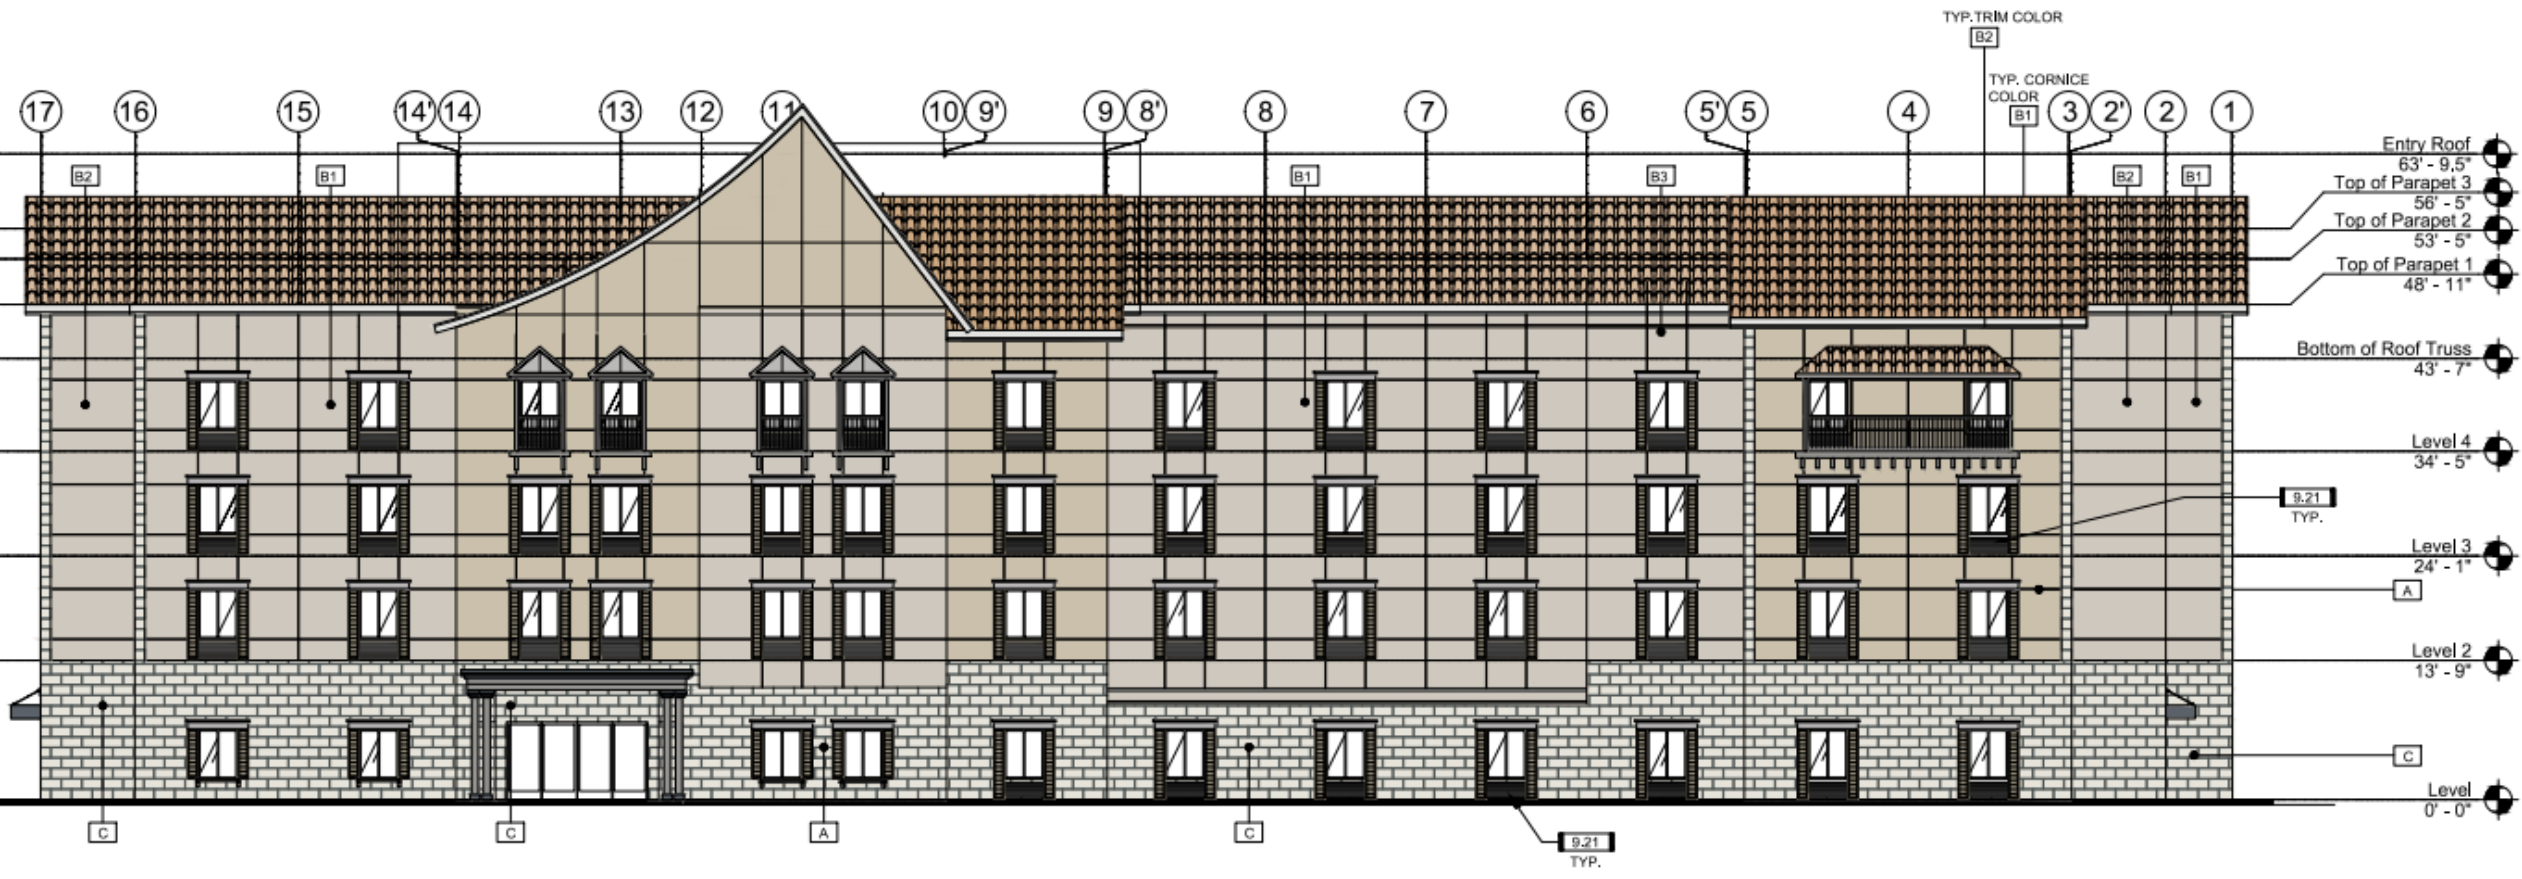 TYP.TRIM COLOR
B2
TYP. CORNICE
COLOR
B1
17
16
15
14'
14
13
12
11
10
9'
9
8'
8
7
6
5'
5
4
3
2'
2
1
Entry Roof
63' - 9.5"
B2
B1
B1
B3
B2
B1
Top of Parapet 3
56' - 5"
Top of Parapet 2
53' - 5"
Top of Parapet 1
48' - 11"
Bottom of Roof Truss
43' - 7"
Level 4
34' - 5"
9.21
TYP.
Level 3
24' - 1"
A
Level 2
13' - 9"
C
Level
0' - 0"
C
C
A
C
9.21
TYP.